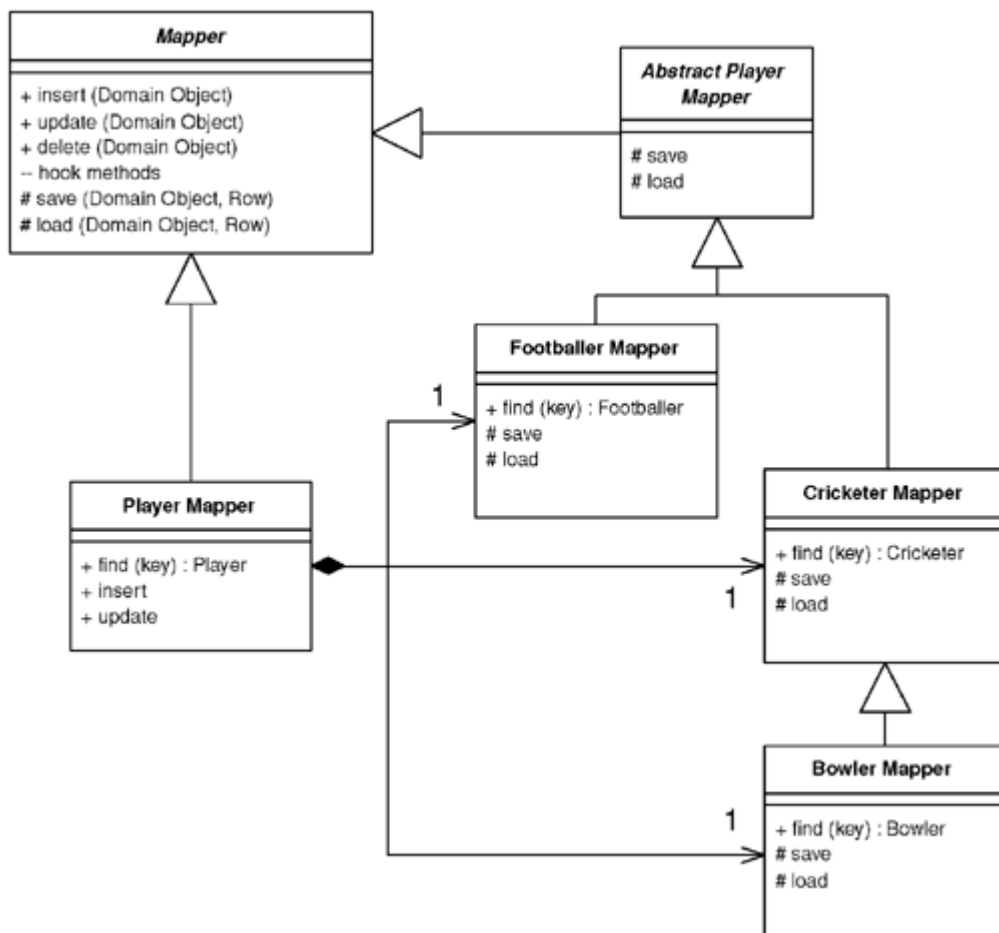 Mapper
+ insert (Domain Object)
+ update (Domain Object)
+ delete (Domain Object)
-- hook methods
# save (Domain Object, Row)
# load (Domain Object, Row)
Abstract Player
Mapper
# save
# load
Footballer Mapper
+ find (key) : Footballer
# save
# load
1
Player Mapper
+ find (key) : Player
+ insert
+ update
Cricketer Mapper
+ find (key) : Cricketer
# save
# load
1
Bowler Mapper
+ find (key) : Bowler
# save
# load
1